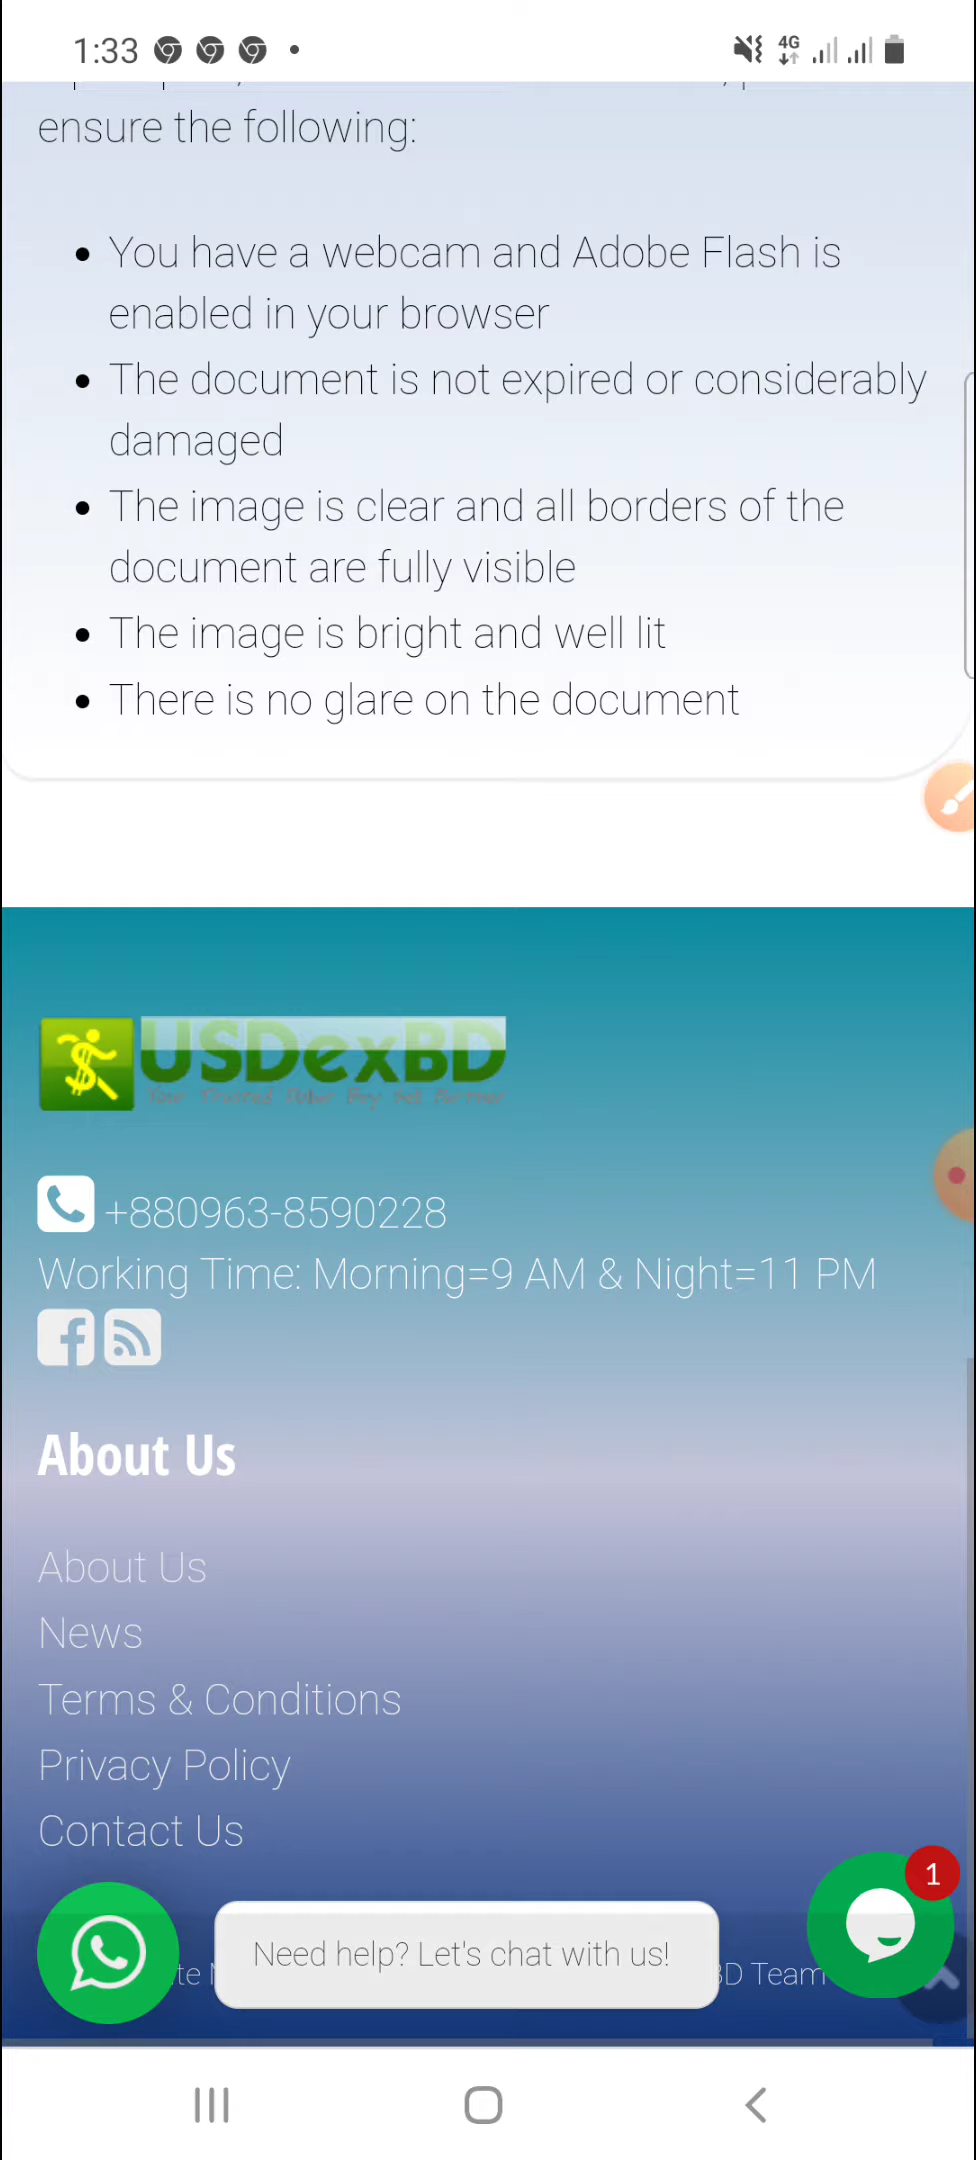 1:33
4G
ensure the following:
You have a webcam and Adobe Flash is
enabled in your browser
The document is not expired or considerably
damaged
The image is clear and all borders of the
document are fully visible
The image is bright and well lit
There is no glare on the document
USDexBD
Your Trusted
+880963-8590228
Working Time: Morning=9 AM & Night=11 PM
About Us
About Us
News
Terms & Conditions
Privacy Policy
Contact Us
1
Need help? Let's chat with us!
Team